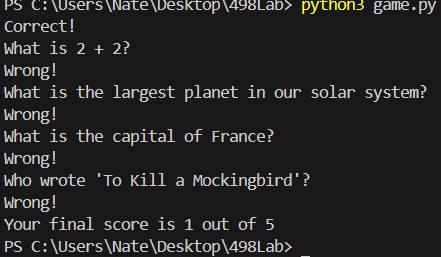 PS C:\Users\Nate\Desktop\498Lab> python3 game.py
Correct!
What is 2 + 2?
Wrong!
What is the largest planet in our solar system?
Wrong!
What is the capital of France?
Wrong!
Who wrote 'To Kill a Mockingbird'?
Wrong!
Your final score is 1 out of 5
PS C:\Users\Nate\Desktop\498Lab>